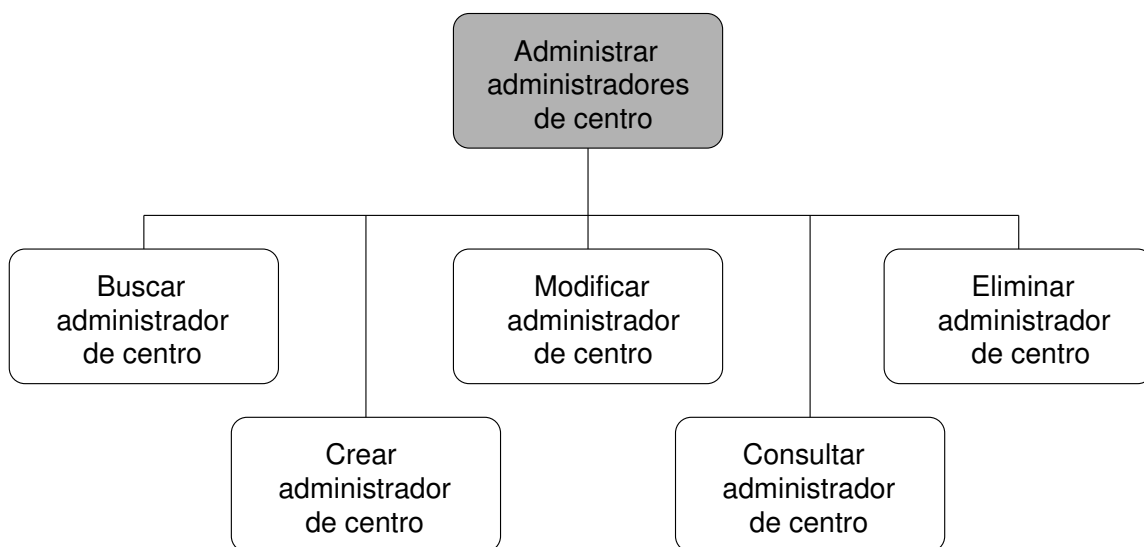 Administrar
administradores
de centro
Buscar
administrador
de centro
Modificar
administrador
de centro
Eliminar
administrador
de centro
Crear
administrador
de centro
Consultar
administrador
de centro